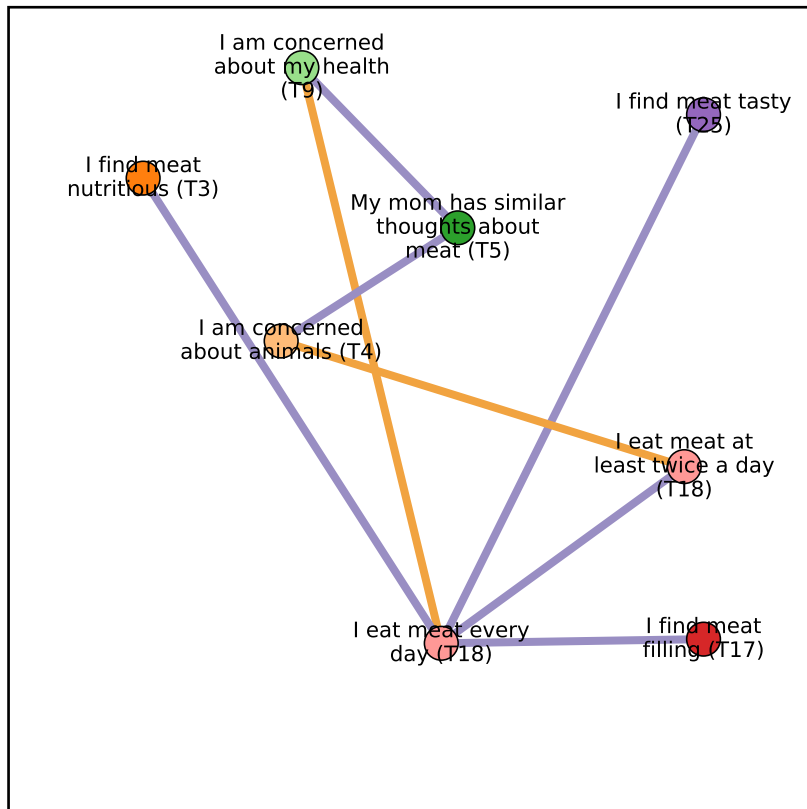 I am concerned
about my health
(T9)
I find meat tasty
(T25)
I find meat
nutritious (T3)
My mom has similar
thoughts about
meat (T5)
I am concerned
about animals (T4)
I eat meat at
least twice a day
(T18)
I eat meat every
day (T18)
I find meat
filling (T17)